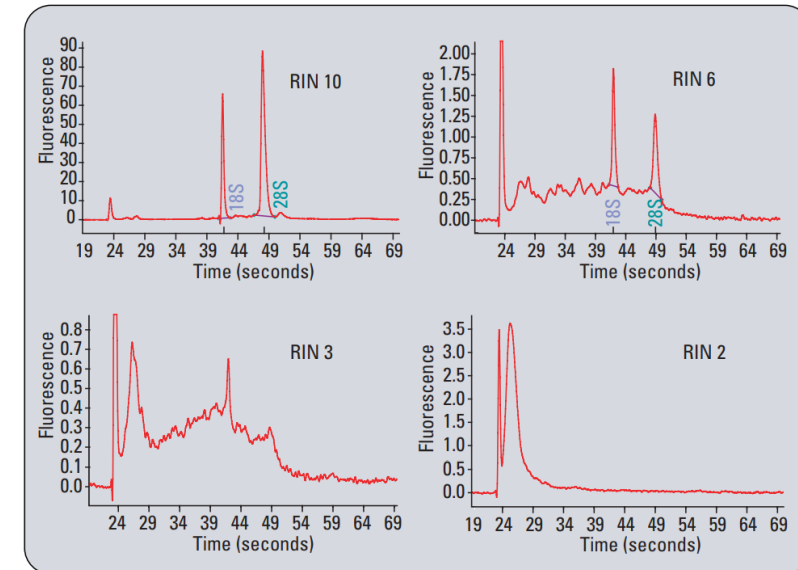 RIN 10
Fluorescence
90
80
70
60
50
40
30
20
10
0
18S
28S
19 24 29 34 39 44 49 54 59 64 69
Time (seconds)
RIN 6
Fluorescence
2.00
1.75
1.50
1.25
1.00
0.75
0.50
0.25
0.00
18S
28S
24 29 34 39 44 49 54 59 64 69
Time (seconds)
RIN 3
Fluorescence
0.8
0.7
0.6
0.5
0.4
0.3
0.2
0.1
0.0
24 29 34 39 44 49 54 59 64 69
Time (seconds)
RIN 2
Fluorescence
3.5
3.0
2.5
2.0
1.5
1.0
0.5
0.0
19 24 29 34 39 44 49 54 59 64 69
Time (seconds)